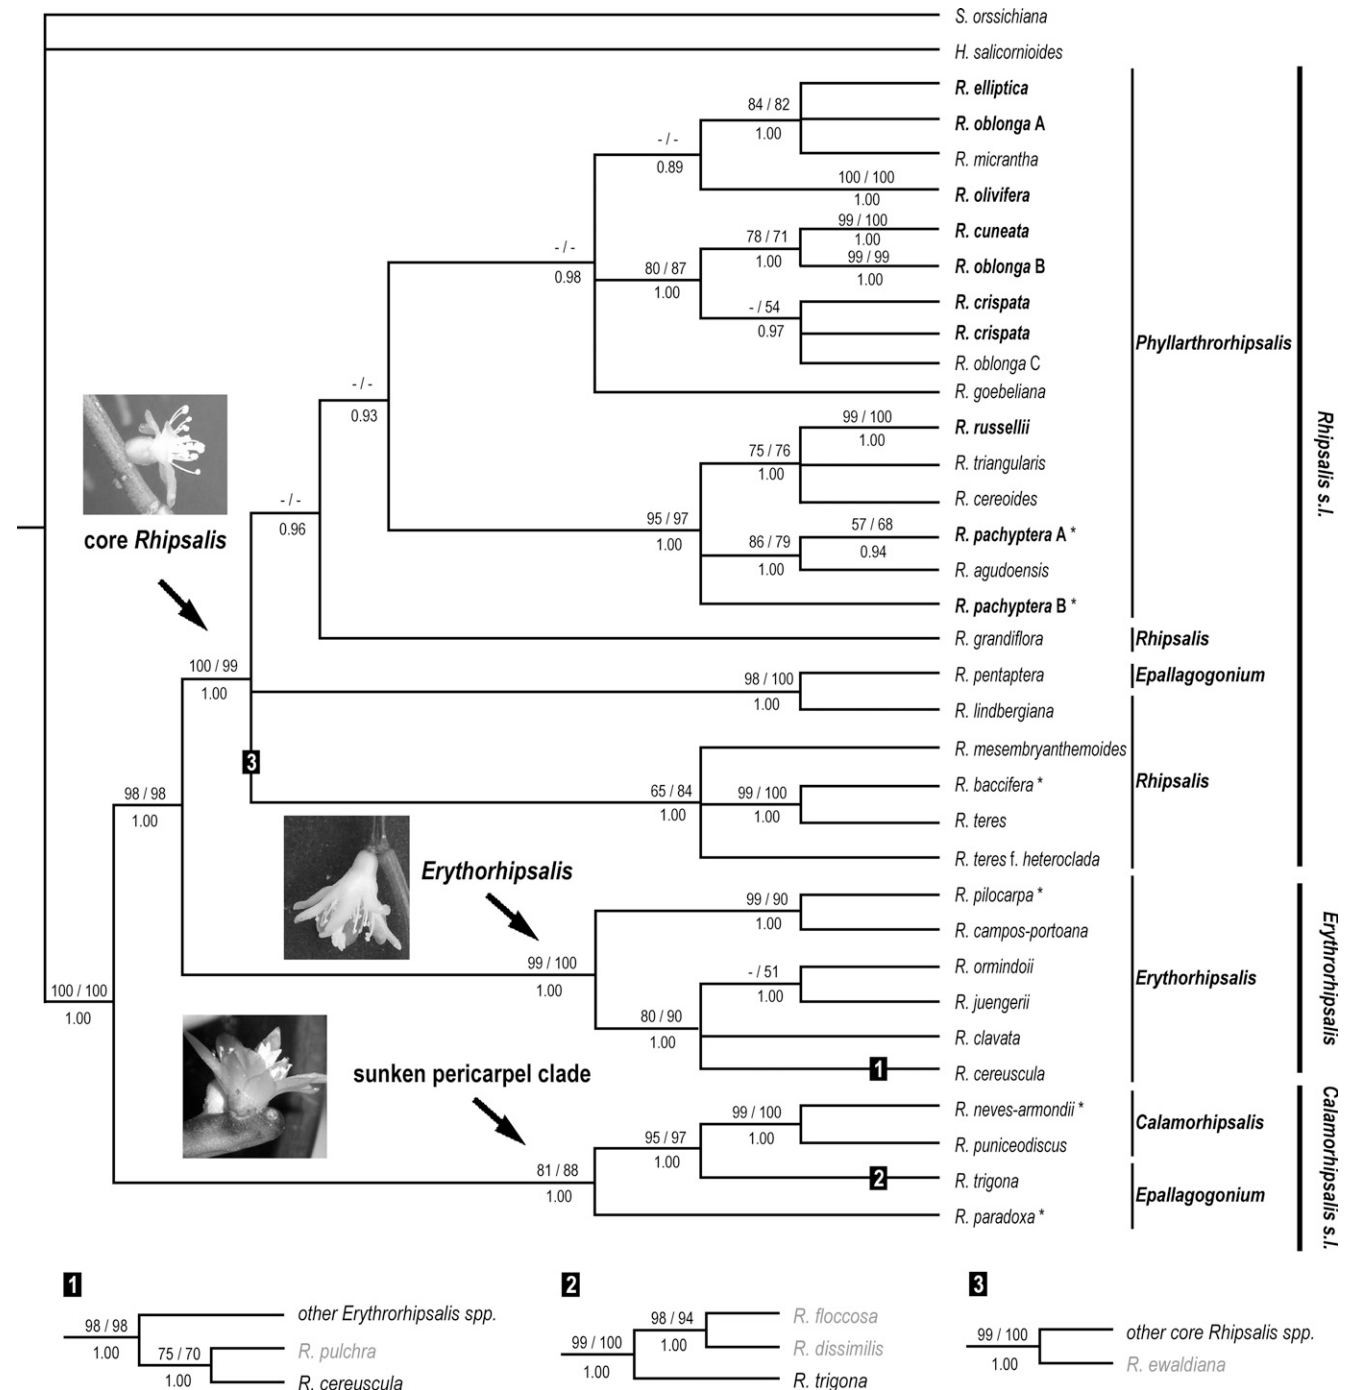 S. orssichiana
H. salicornioides
R. elliptica
84 / 82
R. oblonga A
1.00
- / -
R. micrantha
0.89
100 / 100
R. olivifera
1.00
99 / 100
R. cuneata
78 / 71
1.00
- / -
99 / 99
R. oblonga B
1.00
80 / 87
0.98
1.00
1.00
R. crispata
- / 54
0.97
R. crispata
Phyllarthrorhipsalis
R. oblonga C
- / -
R. goebeliana
0.93
99 / 100
R. russellii
1.00
75 / 76
R. triangularis
1.00
Rhipsalis s.l.
- / -
R. cereoides
95 / 97
57 / 68
0.96
R. pachyptera A *
86 / 79
1.00
0.94
core Rhipsalis
1.00
R. agudoensis
R. pachyptera B *
R. grandiflora
Rhipsalis
100 / 99
98 / 100
R. pentaptera
Epallagogonium
1.00
1.00
R. lindbergiana
R. mesembryanthemoides
3
Rhipsalis
98 / 98
65 / 84
99 / 100
R. baccifera *
1.00
1.00
1.00
R. teres
R. teres f. heteroclada
Erythorhipsalis
99 / 90
R. pilocarpa *
1.00
R. campos-portoana
99 / 100
- / 51
R. ormindoii
Erythorhipsalis
Erythrorhipsalis
100 / 100
1.00
1.00
R. juengerii
1.00
80 / 90
1.00
R. clavata
sunken pericarpel clade
1
R. cereuscula
99 / 100
R. neves-armondii *
Calamorhipsalis
Calamorhipsalis s.l.
95 / 97
1.00
R. puniceodiscus
81 / 88
1.00
2
R. trigona
1.00
Epallagogonium
R. paradoxa *
1
98 / 98
1.00
other Erythrorhipsalis spp.
75 / 70
1.00
R. pulchra
R. cereuscula
2
99 / 100
1.00
98 / 94
1.00
R. floccosa
R. dissimilis
R. trigona
3
99 / 100
1.00
other core Rhipsalis spp.
R. ewaldiana